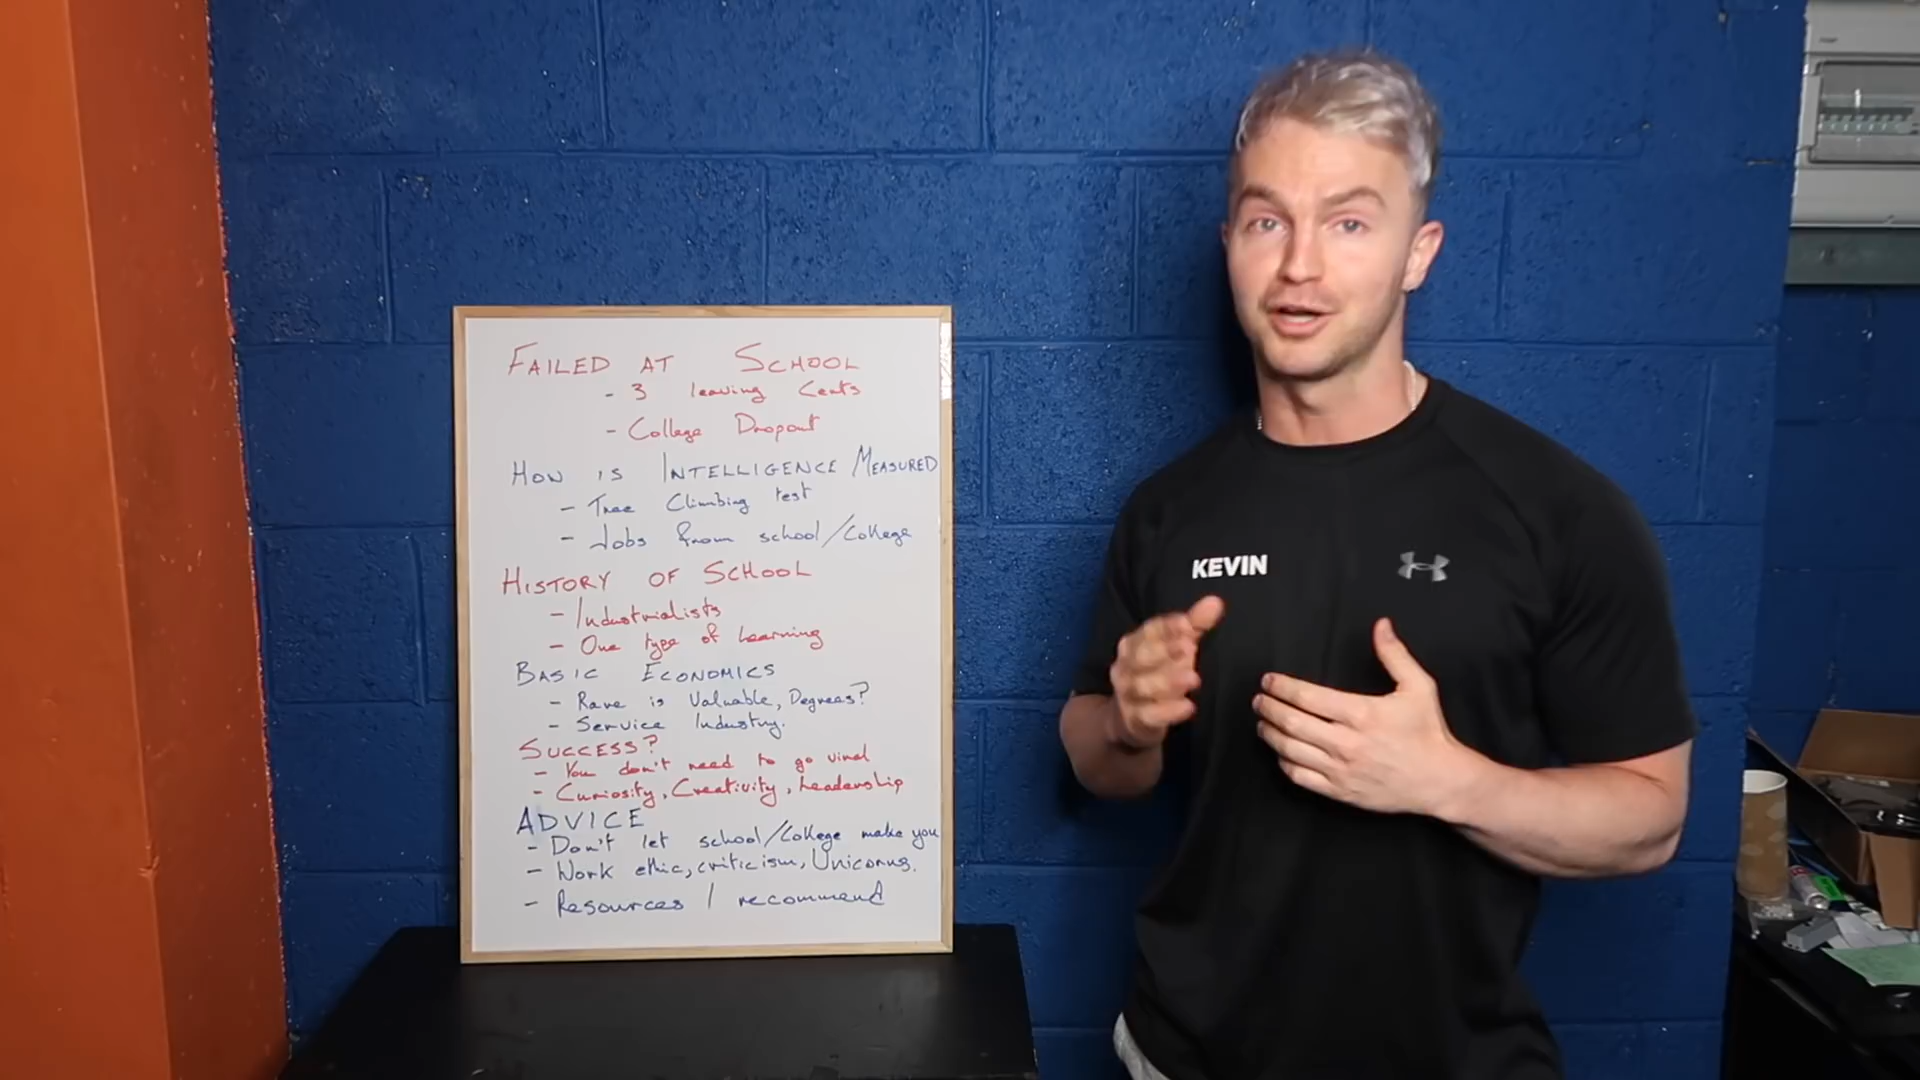 FAILED AT SCHOOL
- 3 leaving Certs
- College Dropout
HOW IS INTELLIGENCE MEASURED
- Tree Climbing test
- Jobs from school/College
HISTORY OF SCHOOL
- Industrialists
- One type of Learning
BASIC ECONOMICS
- Rare is Valuable, Degrees?
- Service Industry.
SUCCESS?
- You don't need to go viral
- Curiosity, Creativity, Leadership
ADVICE
- Don't let school/College make you
- Work ethic, criticism, Unicorns.
- Resources I recommend
KEVIN